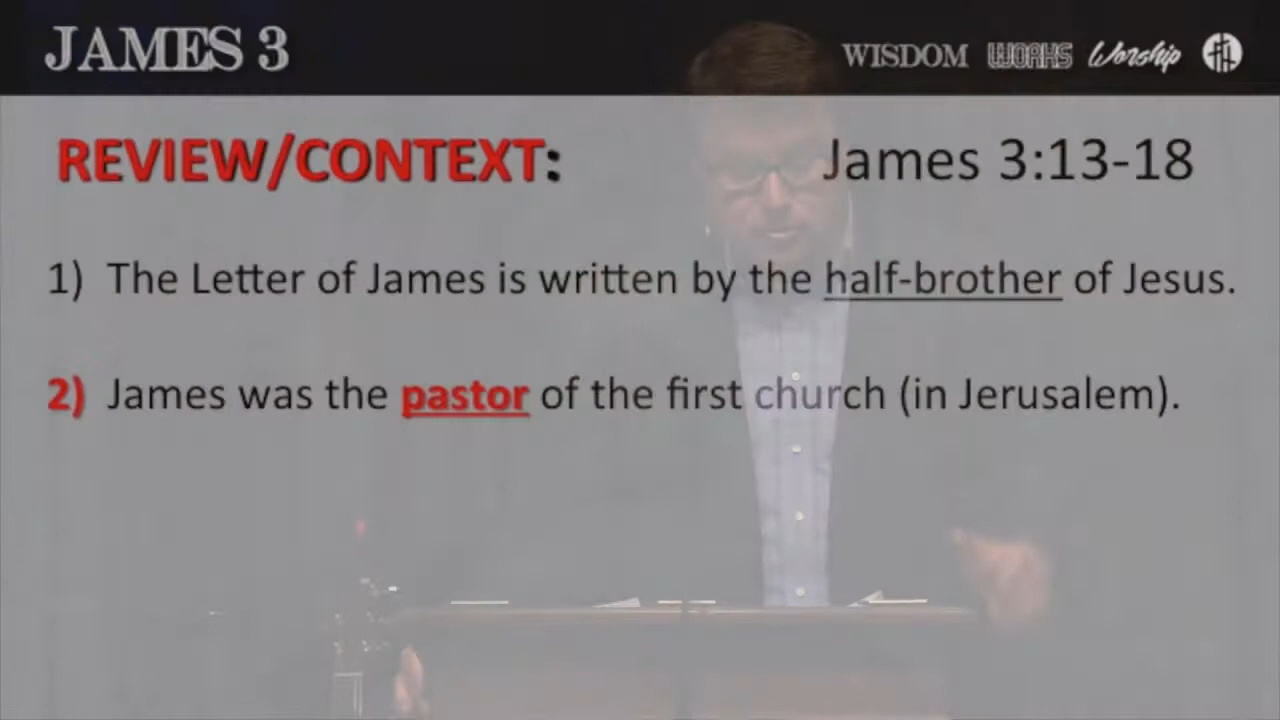 JAMES 3 WISDOM WORKS Worship
REVIEW/CONTEXT: James 3:13-18
1) The Letter of James is written by the half-brother of Jesus.
2) James was the pastor of the first church (in Jerusalem).